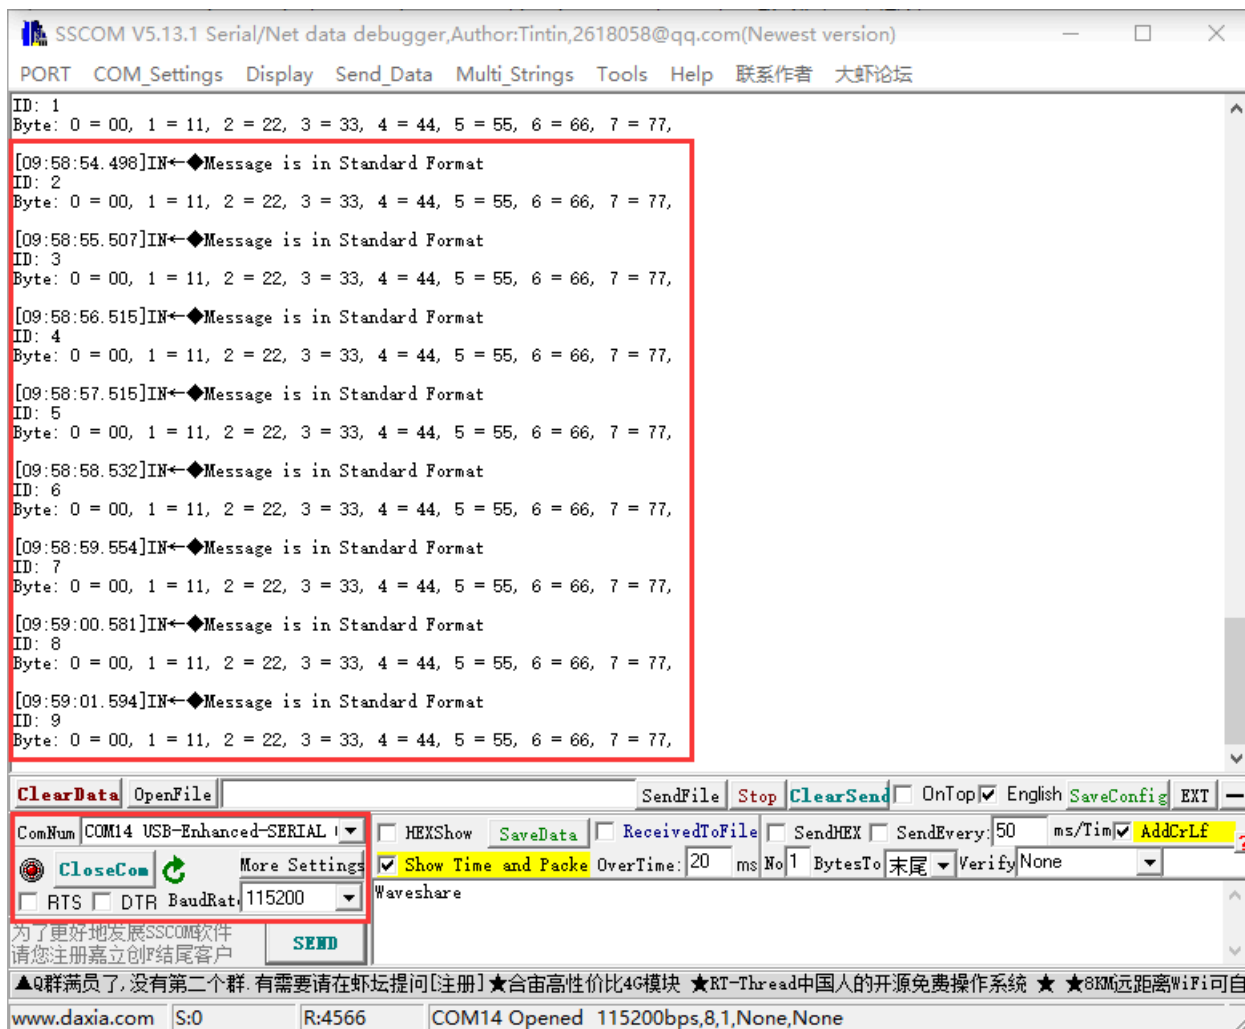 SSCOM V5.13.1 Serial/Net data debugger,Author:Tintin,2618058@qq.com(Newest version)
PORT COM_Settings Display Send_Data Multi_Strings Tools Help 联系作者 大虾论坛
ID: 1
Byte: 0 = 00, 1 = 11, 2 = 22, 3 = 33, 4 = 44, 5 = 55, 6 = 66, 7 = 77,
[09:58:54.498]IN←◆Message is in Standard Format
ID: 2
Byte: 0 = 00, 1 = 11, 2 = 22, 3 = 33, 4 = 44, 5 = 55, 6 = 66, 7 = 77,
[09:58:55.507]IN←◆Message is in Standard Format
ID: 3
Byte: 0 = 00, 1 = 11, 2 = 22, 3 = 33, 4 = 44, 5 = 55, 6 = 66, 7 = 77,
[09:58:56.515]IN←◆Message is in Standard Format
ID: 4
Byte: 0 = 00, 1 = 11, 2 = 22, 3 = 33, 4 = 44, 5 = 55, 6 = 66, 7 = 77,
[09:58:57.515]IN←◆Message is in Standard Format
ID: 5
Byte: 0 = 00, 1 = 11, 2 = 22, 3 = 33, 4 = 44, 5 = 55, 6 = 66, 7 = 77,
[09:58:58.532]IN←◆Message is in Standard Format
ID: 6
Byte: 0 = 00, 1 = 11, 2 = 22, 3 = 33, 4 = 44, 5 = 55, 6 = 66, 7 = 77,
[09:58:59.554]IN←◆Message is in Standard Format
ID: 7
Byte: 0 = 00, 1 = 11, 2 = 22, 3 = 33, 4 = 44, 5 = 55, 6 = 66, 7 = 77,
[09:59:00.581]IN←◆Message is in Standard Format
ID: 8
Byte: 0 = 00, 1 = 11, 2 = 22, 3 = 33, 4 = 44, 5 = 55, 6 = 66, 7 = 77,
[09:59:01.594]IN←◆Message is in Standard Format
ID: 9
Byte: 0 = 00, 1 = 11, 2 = 22, 3 = 33, 4 = 44, 5 = 55, 6 = 66, 7 = 77,
ClearData OpenFile SendFile Stop ClearSend OnTop English SaveConfig EXT
ComNum COM14 USB-Enhanced-SERIAL HEXShow SaveData ReceivedToFile SendHEX SendEvery: 50 ms/Tim AddCrLf
CloseCom More Settings Show Time and Packe OverTime: 20 ms No 1 BytesTo 末尾 Verify None
RTS DTR BaudRat 115200 Waveshare
为了更好地发展SSCOM软件
请您注册嘉立创F结尾客户
SEND
▲Q群满员了,没有第二个群.有需要请在虾坛提问[注册]★合宙高性价比4G模块 ★RT-Thread中国人的开源免费操作系统 ★ ★8KM远距离WiFi可自
www.daxia.com S:0 R:4566 COM14 Opened 115200bps,8,1,None,None